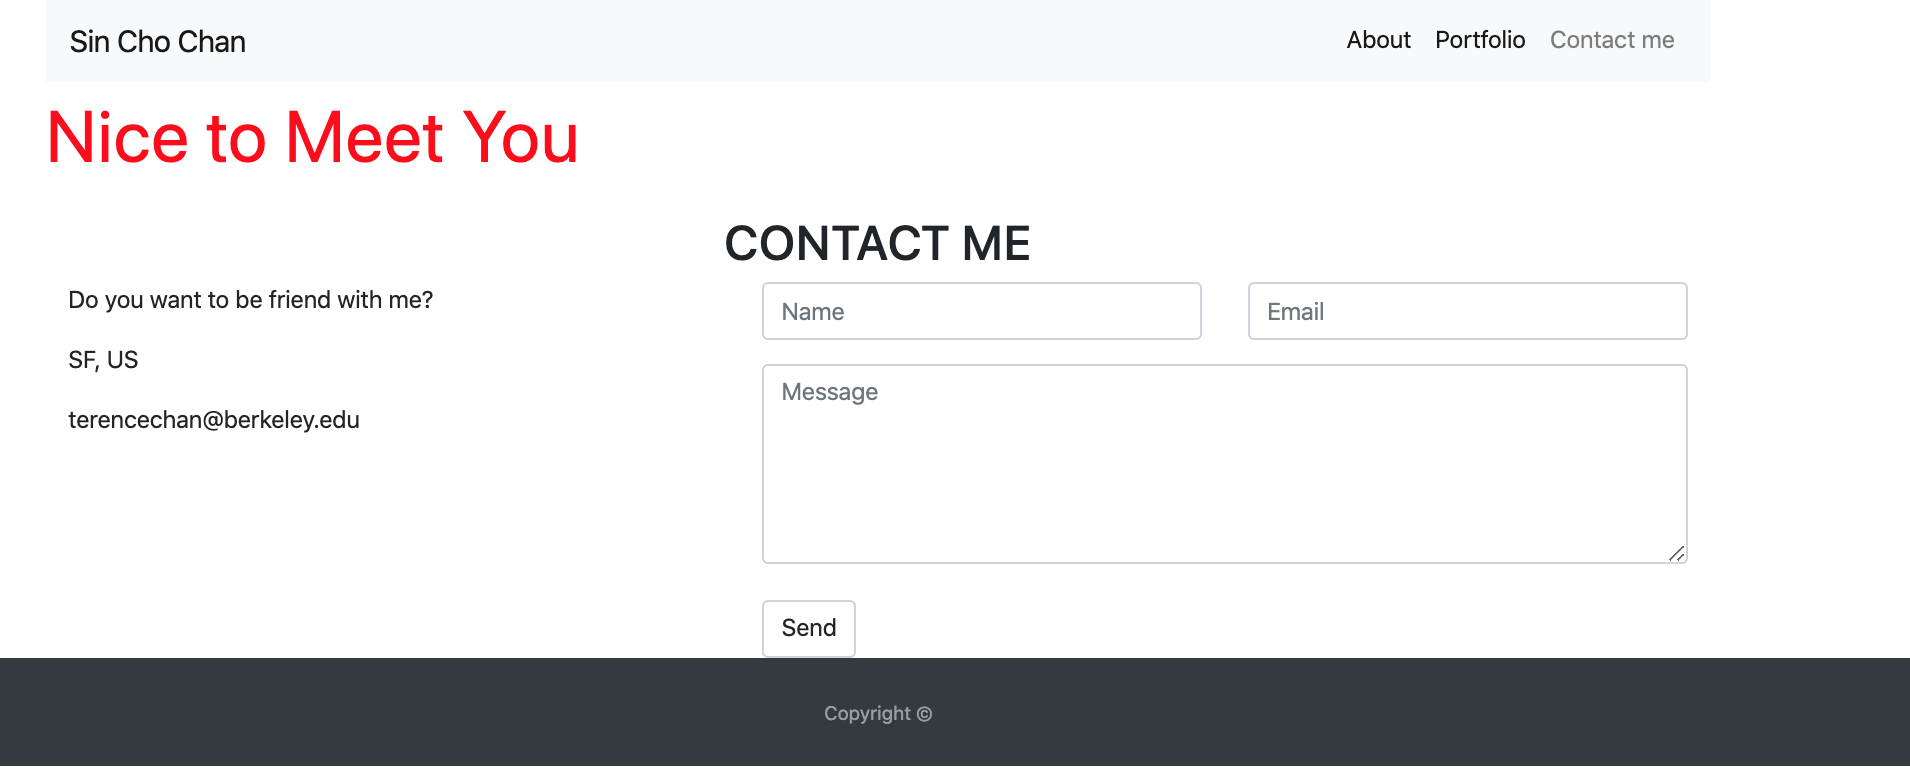 Sin Cho Chan
About Portfolio Contact me
Nice to Meet You
CONTACT ME
Do you want to be friend with me?
SF, US
terencechan@berkeley.edu
Name
Email
Message
Send
Copyright ©